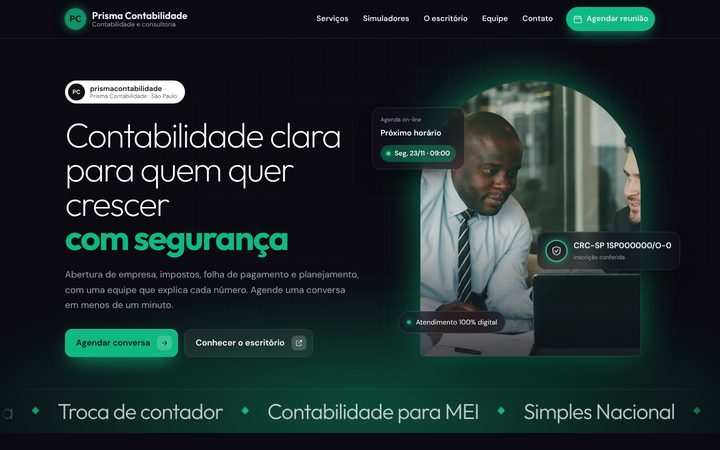 PC
Prisma Contabilidade
Contabilidade e consultoria
Serviços
Simuladores
O escritório
Equipe
Contato
Agendar reunião
PC
prismacontabilidade
Prisma Contabilidade · São Paulo
Contabilidade clara
para quem quer
crescer
com segurança
Abertura de empresa, impostos, folha de pagamento e planejamento,
com uma equipe que explica cada número. Agende uma conversa
em menos de um minuto.
Agendar conversa
Conhecer o escritório
Agenda on-line
Próximo horário
Seg, 23/11 · 09:00
CRC-SP 1SP000000/O-0
inscrição conferida
Atendimento 100% digital
a
Troca de contador
Contabilidade para MEI
Simples Nacional